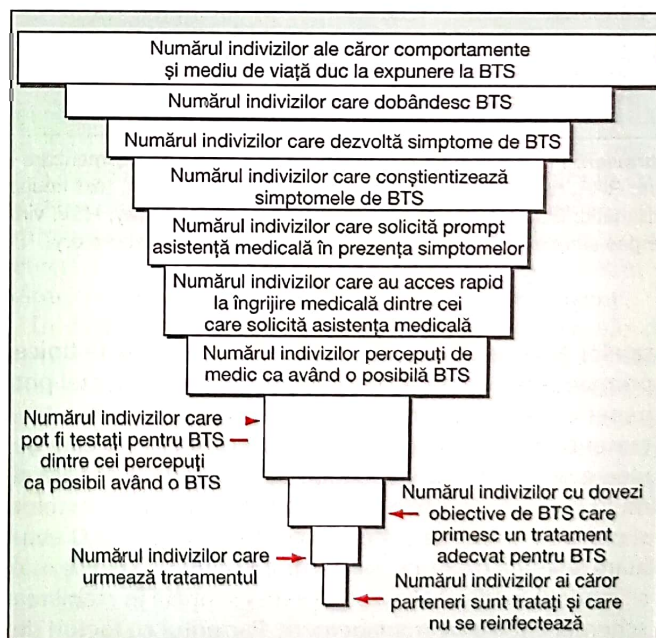 Numărul indivizilor ale căror comportamente
și mediu de viață duc la expunere la BTS
Numărul indivizilor care dobândesc BTS
Numărul indivizilor care dezvoltă simptome de BTS
Numărul indivizilor care conștientizează
simptomele de BTS
Numărul indivizilor care solicită prompt
asistență medicală în prezența simptomelor
Numărul indivizilor care au acces rapid
la îngrijire medicală dintre cei
care solicită asistența medicală
Numărul indivizilor percepuți de
medic ca având o posibilă BTS
Numărul indivizilor care
pot fi testați pentru BTS
dintre cei percepuți
ca posibil având o BTS
Numărul indivizilor cu dovezi
obiective de BTS care
primesc un tratament
adecvat pentru BTS
Numărul indivizilor care
urmează tratamentul
Numărul indivizilor ai căror
parteneri sunt tratați și care
nu se reinfectează